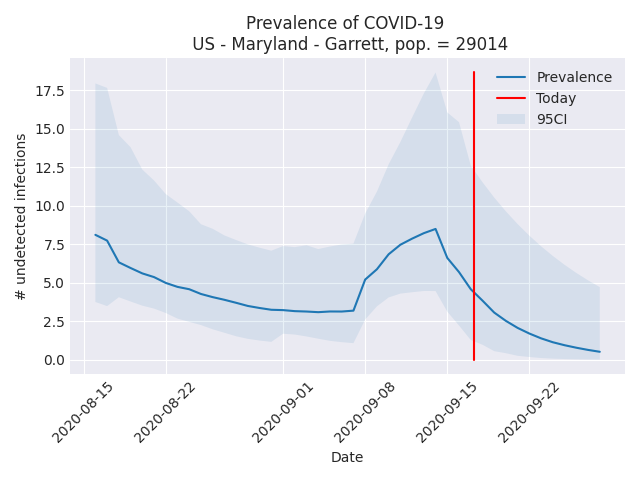 Prevalence of COVID-19
US - Maryland - Garrett, pop. = 29014
Prevalence
Today
95CI
# undetected infections
17.5
15.0
12.5
10.0
7.5
5.0
2.5
0.0
2020-08-15
2020-08-22
2020-09-01
2020-09-08
2020-09-15
2020-09-22
Date